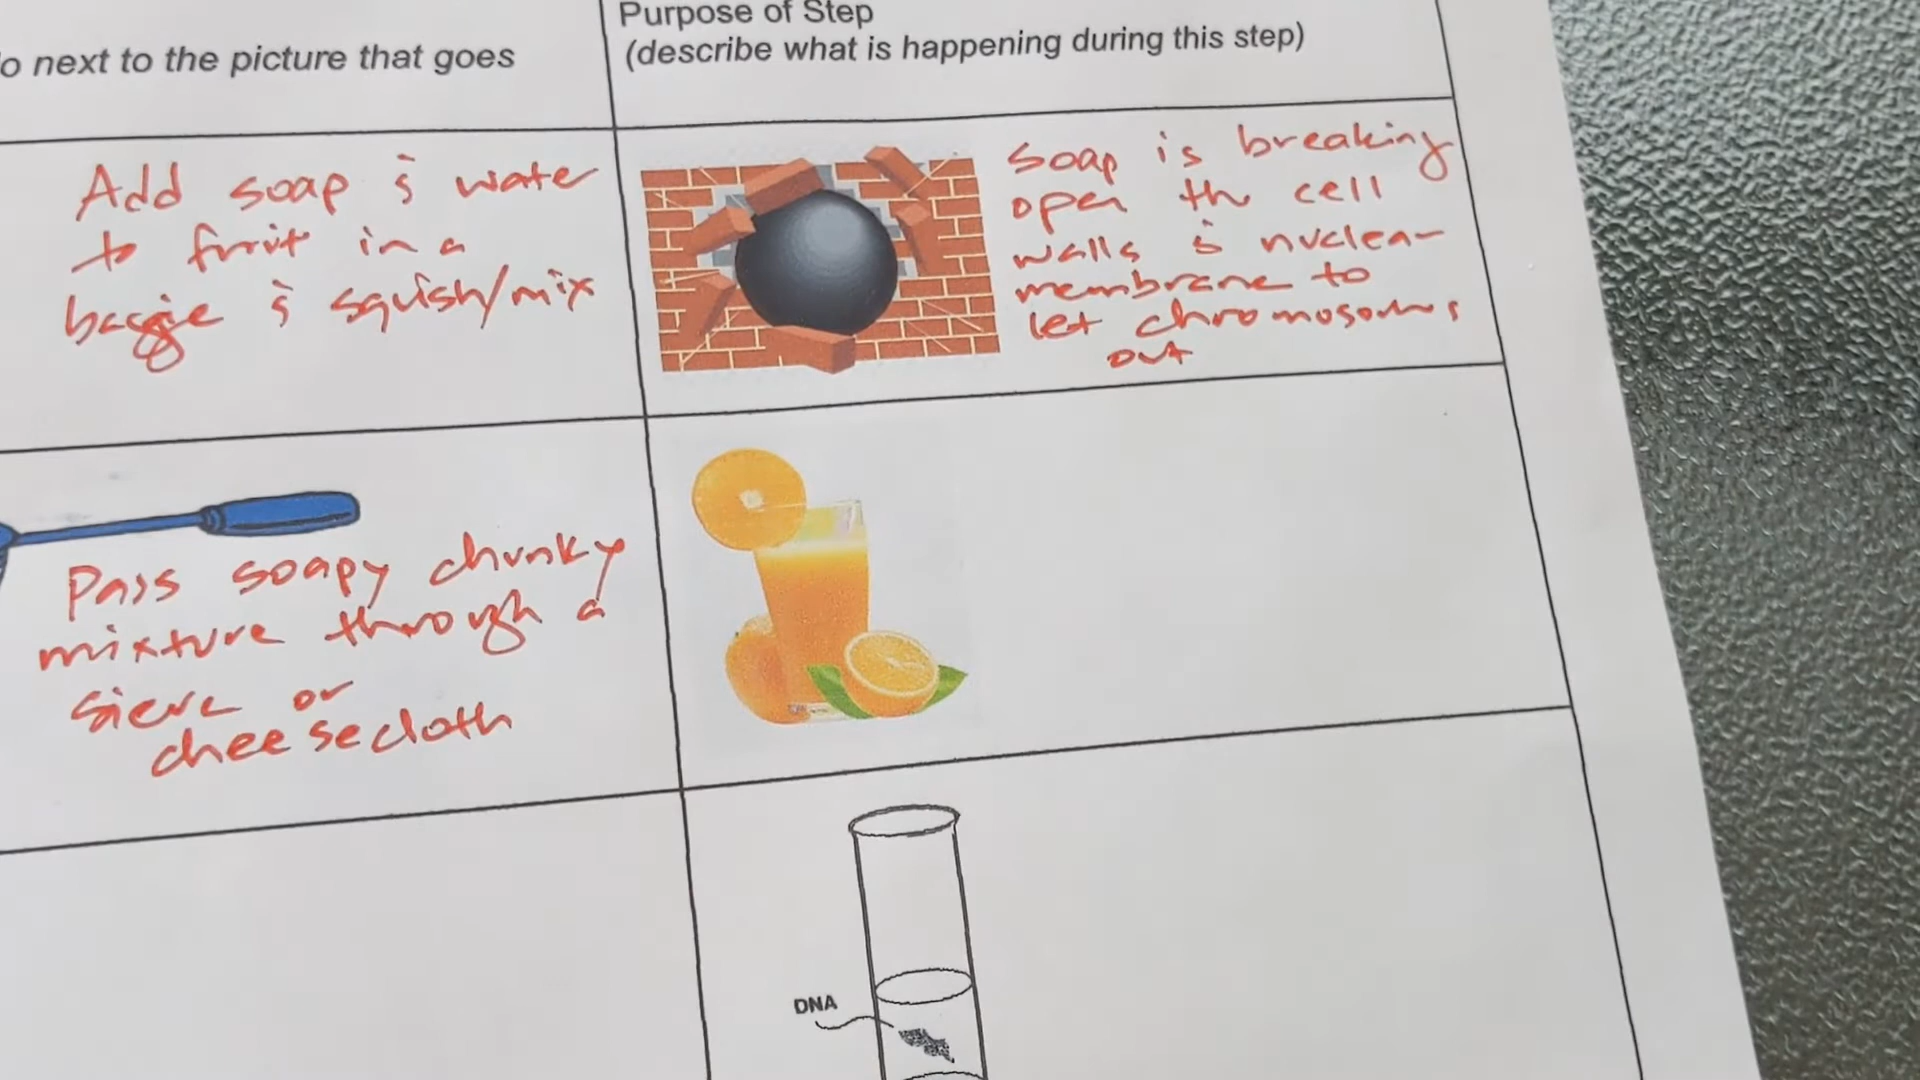 o next to the picture that goes
Purpose of Step
(describe what is happening during this step)
Add soap & water
to fruit in a
baggie & squish/mix
soap is breaking
open the cell
walls & nuclear
membrane to
let chromosomes
out
Pass soapy chunky
mixture through a
sieve or
cheesecloth
DNA